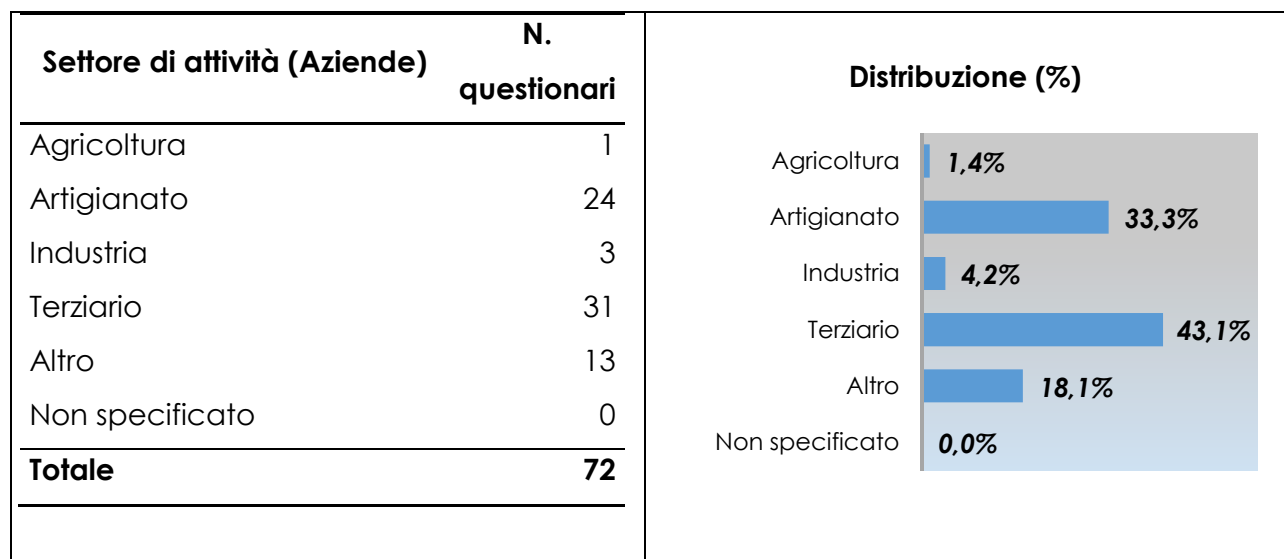 Settore di attività (Aziende) N. questionari
Agricoltura 1
Artigianato 24
Industria 3
Terziario 31
Altro 13
Non specificato 0
Totale 72
Distribuzione (%)
Agricoltura 1,4%
Artigianato 33,3%
Industria 4,2%
Terziario 43,1%
Altro 18,1%
Non specificato 0,0%